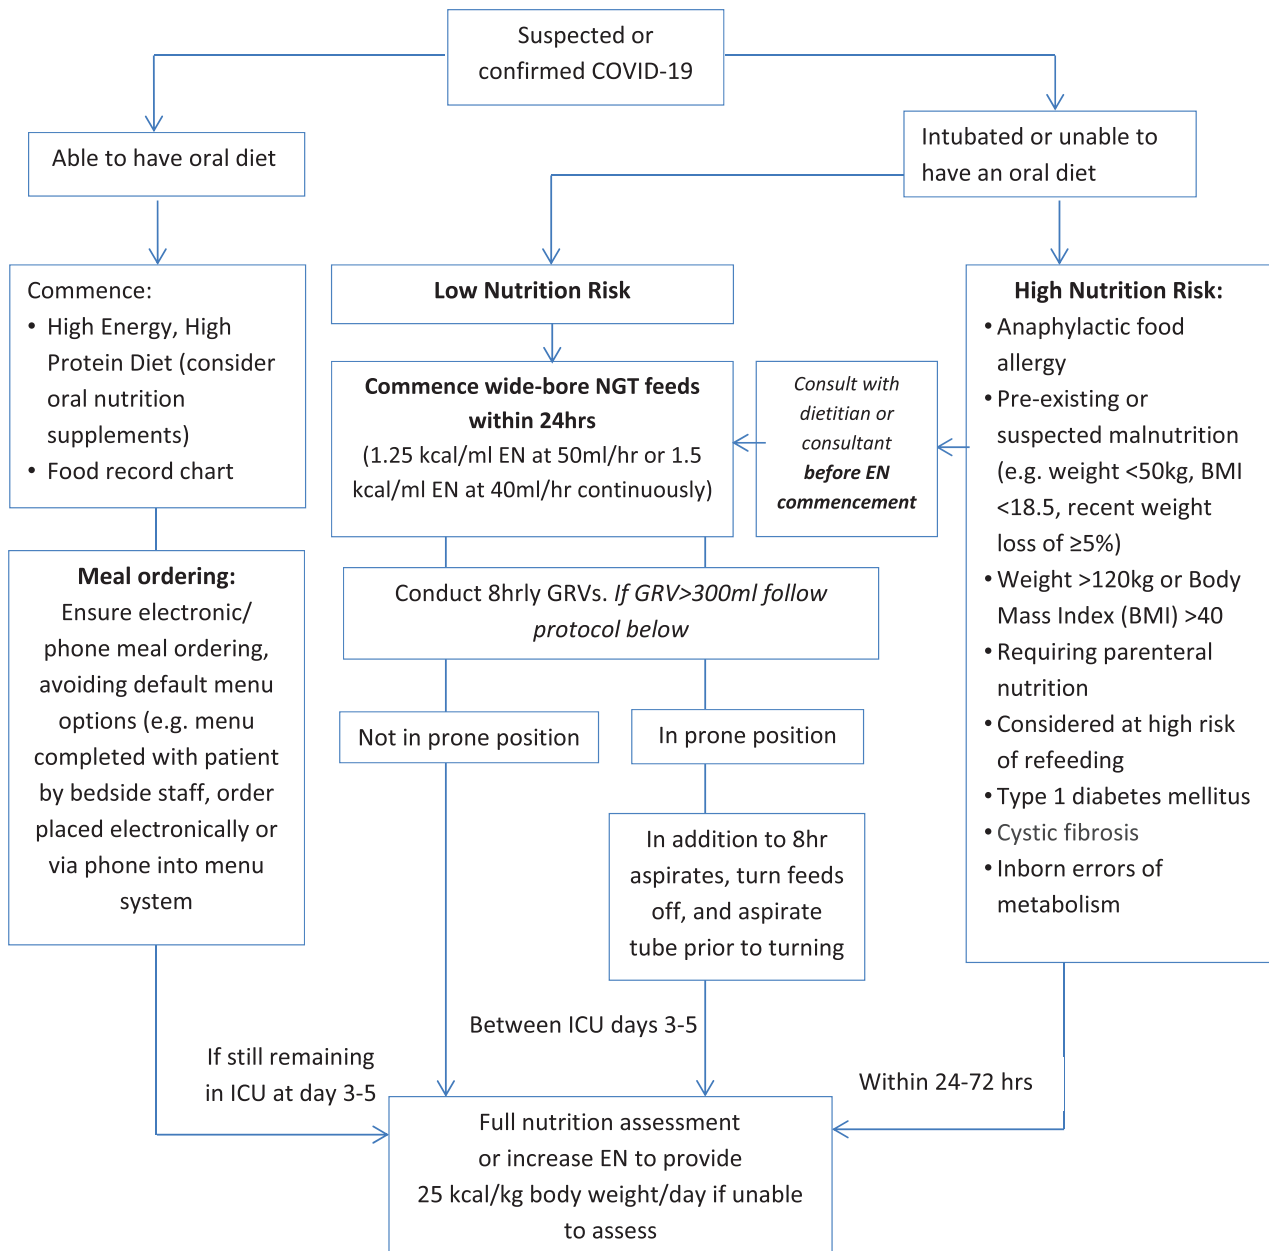 Suspected or
confirmed COVID-19
Able to have oral diet
Intubated or unable to
have an oral diet
Commence:
• High Energy, High
Protein Diet (consider
oral nutrition
supplements)
• Food record chart
Low Nutrition Risk
Commence wide-bore NGT feeds
within 24hrs
(1.25 kcal/ml EN at 50ml/hr or 1.5
kcal/ml EN at 40ml/hr continuously)
Consult with
dietitian or
consultant
before EN
commencement
High Nutrition Risk:
• Anaphylactic food
allergy
• Pre-existing or
suspected malnutrition
(e.g. weight <50kg, BMI
<18.5, recent weight
loss of ≥5%)
• Weight >120kg or Body
Mass Index (BMI) >40
• Requiring parenteral
nutrition
• Considered at high risk
of refeeding
• Type 1 diabetes mellitus
• Cystic fibrosis
• Inborn errors of
metabolism
Meal ordering:
Ensure electronic/
phone meal ordering,
avoiding default menu
options (e.g. menu
completed with patient
by bedside staff, order
placed electronically or
via phone into menu
system
Conduct 8hrly GRVs. If GRV>300ml follow
protocol below
Not in prone position
In prone position
In addition to 8hr
aspirates, turn feeds
off, and aspirate
tube prior to turning
Between ICU days 3-5
If still remaining
in ICU at day 3-5
Within 24-72 hrs
Full nutrition assessment
or increase EN to provide
25 kcal/kg body weight/day if unable
to assess